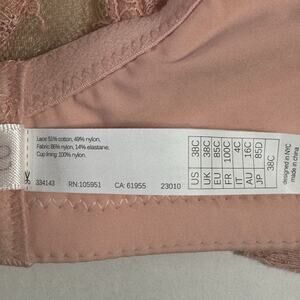 Lace 51% cotton, 49% nylon.
Fabric 86% nylon, 14% elastane.
Cup lining 100% nylon.
334143 RN:105951 CA: 61955 23010
US 38C
UK 38C
EU 85C
FR 100C
IT 4C
AU 16C
JP 85D
38C
designed in NYC
made in china